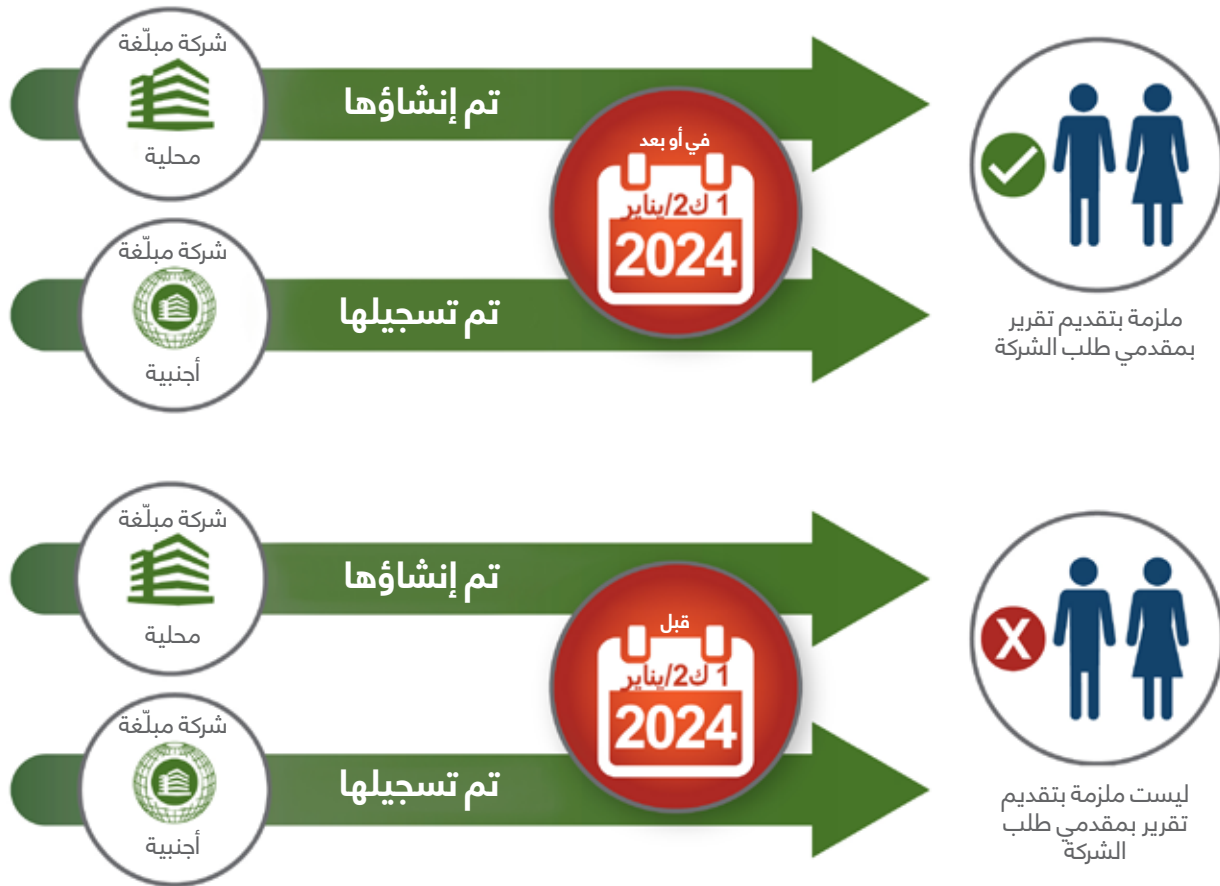 شركة مبلّغة
محلية
تم إنشاؤها
في أو بعد
1 ك2/يناير
2024
شركة مبلّغة
أجنبية
تم تسجيلها
ملزمة بتقديم تقرير
بمقدمي طلب الشركة
شركة مبلّغة
محلية
تم إنشاؤها
قبل
1 ك2/يناير
2024
شركة مبلّغة
أجنبية
تم تسجيلها
X
ليست ملزمة بتقديم
تقرير بمقدمي طلب
الشركة